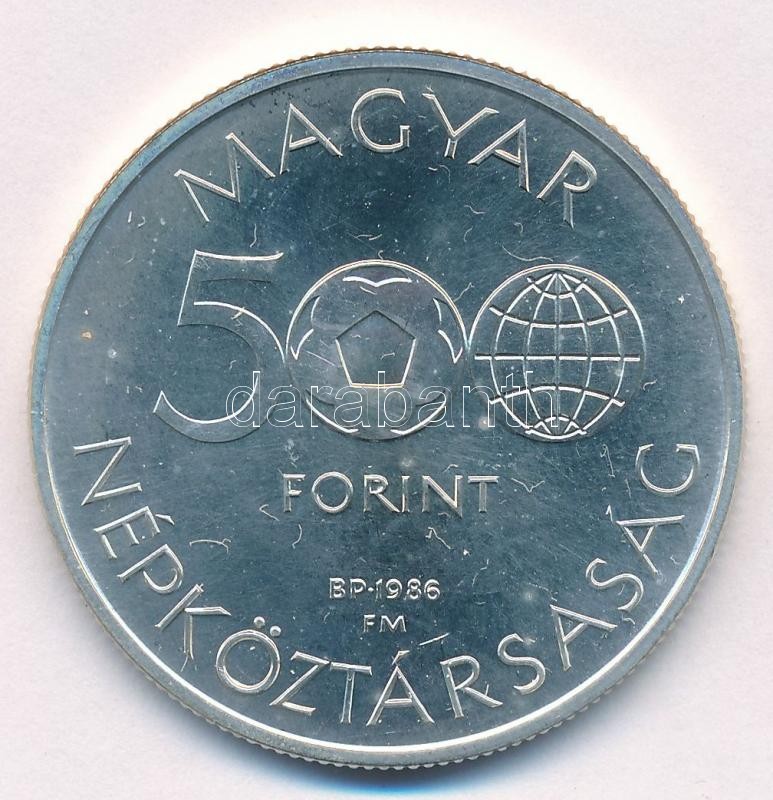 MAGYAR
500
darabanth
FORINT
BP·1986
FM
NÉPKÖZTÁRSASÁG